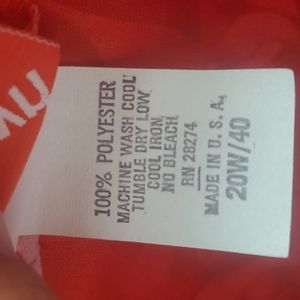 100% POLYESTER
MACHINE WASH COOL
TUMBLE DRY LOW
COOL IRON
NO BLEACH
RN 28274
MADE IN U.S.A.
20W/40